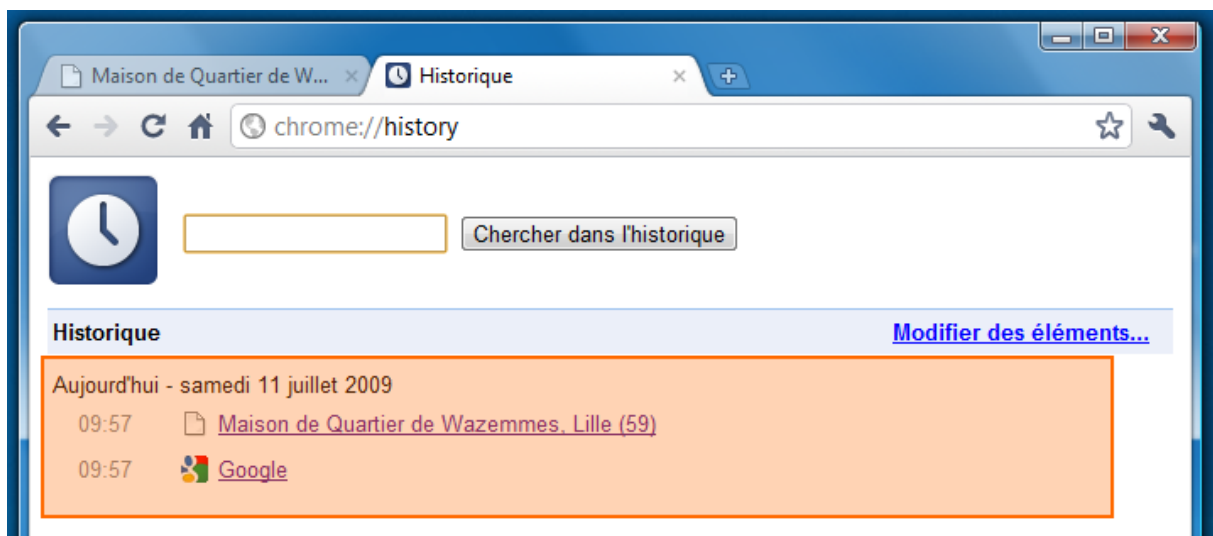 Maison de Quartier de W...
Historique
chrome://history
Chercher dans l'historique
Historique
Modifier des éléments...
Aujourd'hui - samedi 11 juillet 2009
09:57 Maison de Quartier de Wazemmes, Lille (59)
09:57 Google